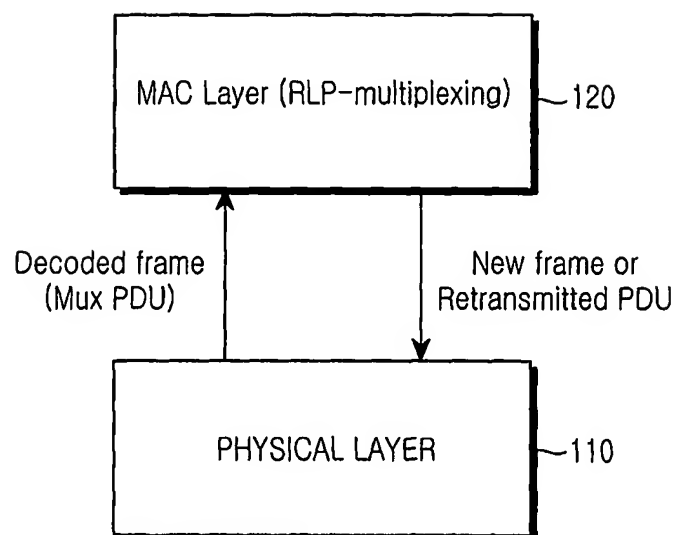 MAC Layer (RLP-multiplexing)
120
Decoded frame
(Mux PDU)
New frame or
Retransmitted PDU
PHYSICAL LAYER
110